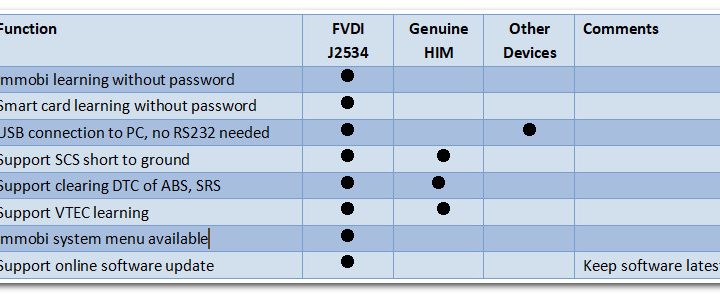 Function FVDI J2534 Genuine HIM Other Devices Comments
mmobi learning without password ●
Smart card learning without password ●
USB connection to PC, no RS232 needed ● ●
Support SCS short to ground ● ●
Support clearing DTC of ABS, SRS ● ●
Support VTEC learning ● ●
mmobi system menu available ●
Support online software update ● Keep software lates